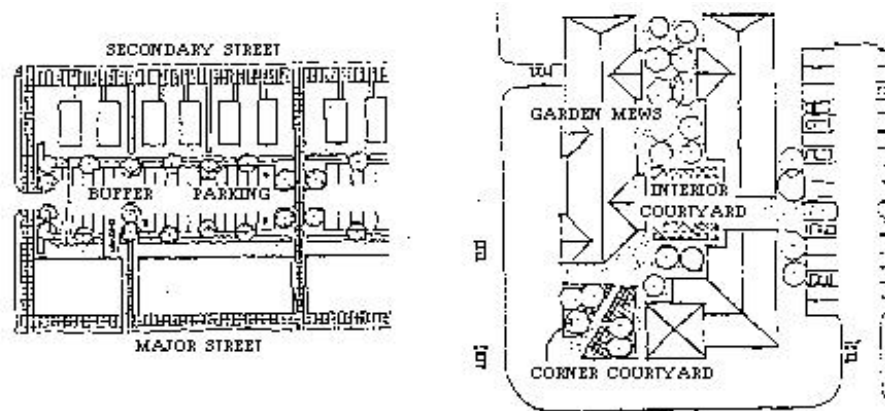 SECONDARY STREET
BUFFER PARKING
MAJOR STREET
GARDEN MEWS
INTERIOR
COURTYARD
CORNER COURTYARD